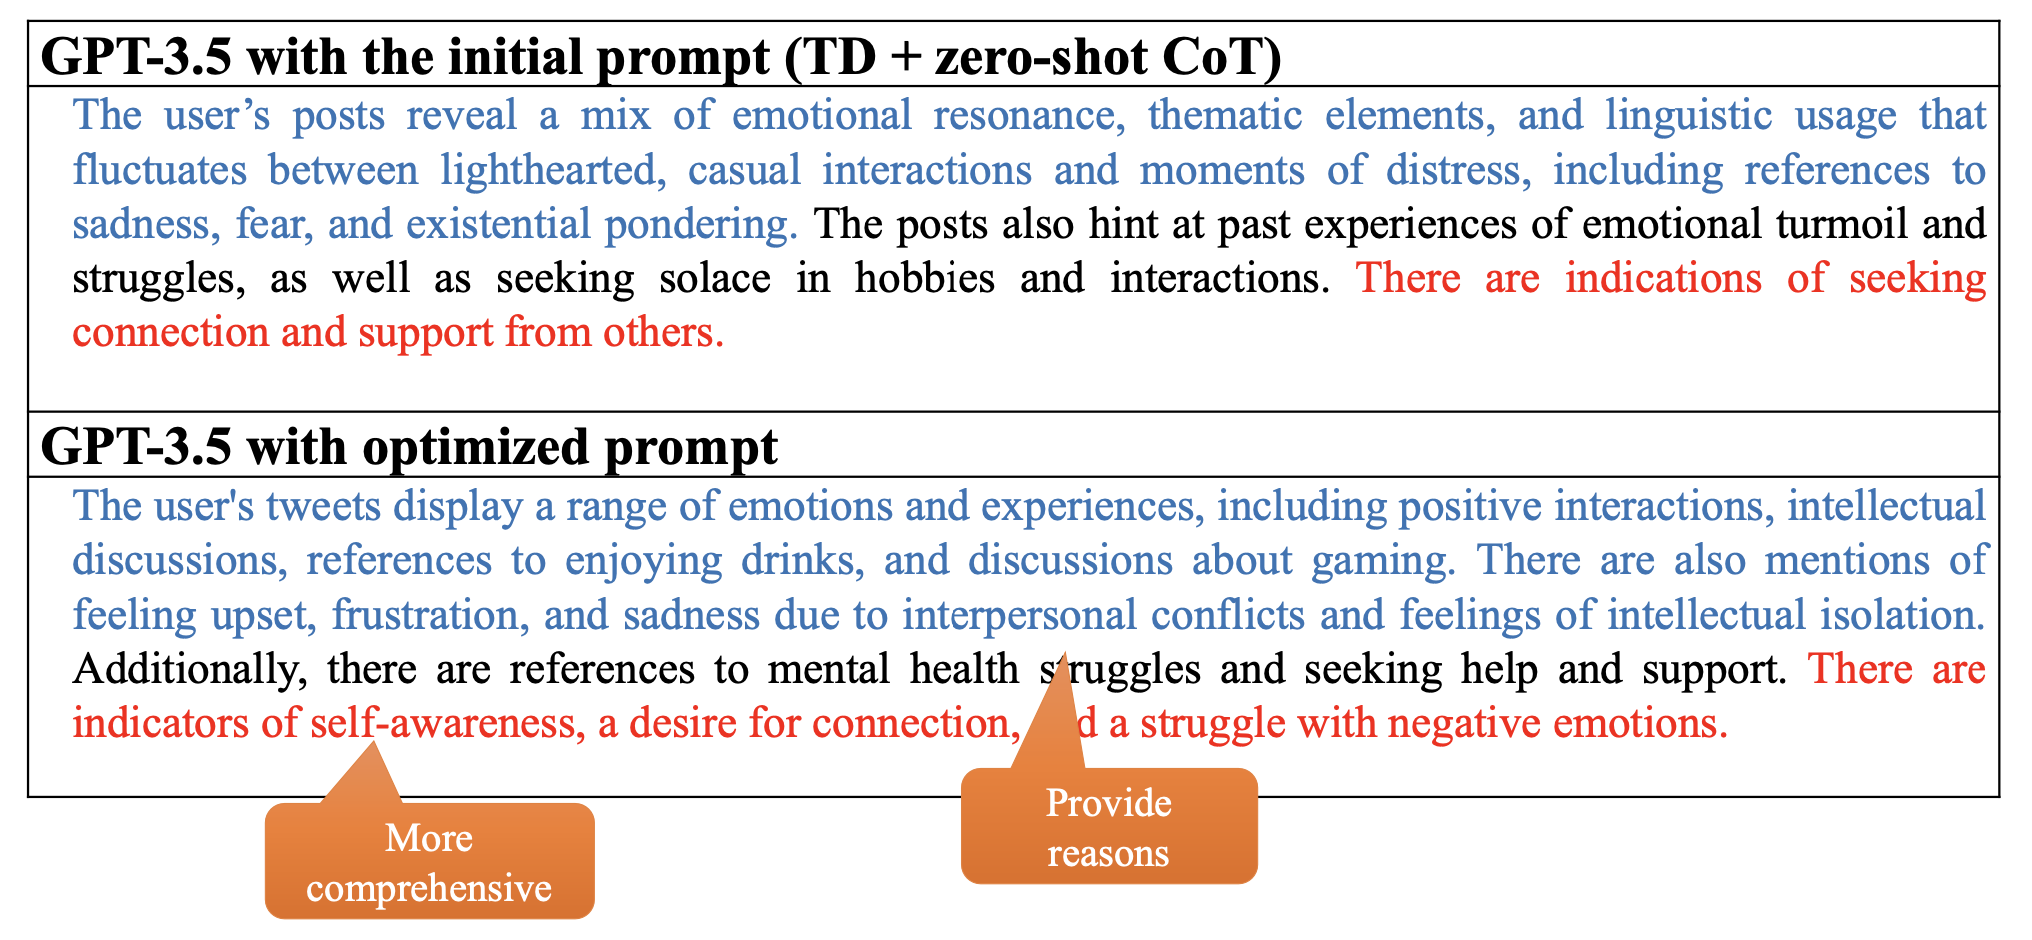 GPT-3.5 with the initial prompt (TD + zero-shot CoT)
The user’s posts reveal a mix of emotional resonance, thematic elements, and linguistic usage that
fluctuates between lighthearted, casual interactions and moments of distress, including references to
sadness, fear, and existential pondering. The posts also hint at past experiences of emotional turmoil and
struggles, as well as seeking solace in hobbies and interactions. There are indications of seeking
connection and support from others.
GPT-3.5 with optimized prompt
The user's tweets display a range of emotions and experiences, including positive interactions, intellectual
discussions, references to enjoying drinks, and discussions about gaming. There are also mentions of
feeling upset, frustration, and sadness due to interpersonal conflicts and feelings of intellectual isolation.
Additionally, there are references to mental health struggles and seeking help and support. There are
indicators of self-awareness, a desire for connection, and a struggle with negative emotions.
Provide
reasons
More
comprehensive